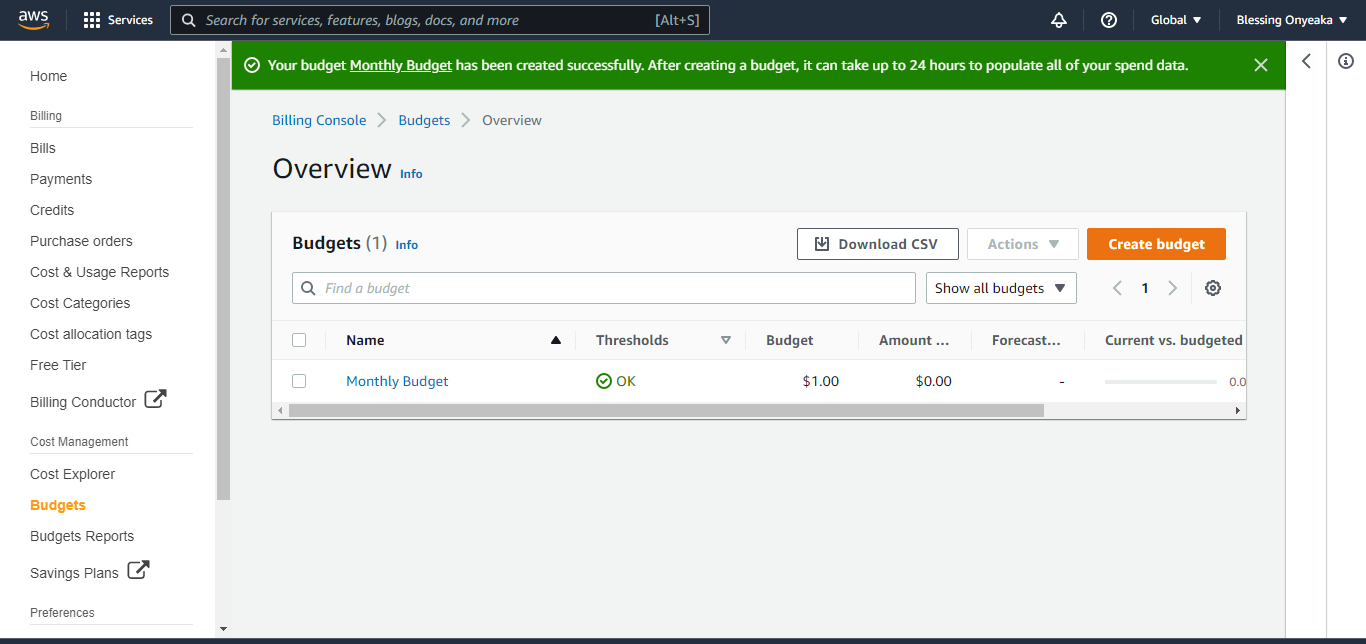 aws
Services
Search for services, features, blogs, docs, and more
[Alt+S]
Global
Blessing Onyeaka
Home
Billing
Bills
Payments
Credits
Purchase orders
Cost & Usage Reports
Cost Categories
Cost allocation tags
Free Tier
Billing Conductor
Cost Management
Cost Explorer
Budgets
Budgets Reports
Savings Plans
Preferences
Your budget Monthly Budget has been created successfully. After creating a budget, it can take up to 24 hours to populate all of your spend data.
Billing Console > Budgets > Overview
Overview Info
Budgets (1) Info
Download CSV
Actions
Create budget
Find a budget
Show all budgets
1
Name Thresholds Budget Amount ... Forecast... Current vs. budgeted
Monthly Budget OK $1.00 $0.00 - 0.0